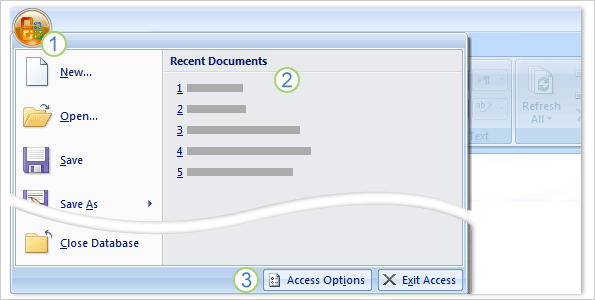 1
Recent Documents
2
New...
1
Open...
2
3
Save
4
5
Save As
Close Database
3
Access Options
Exit Access
Refresh
All
Text